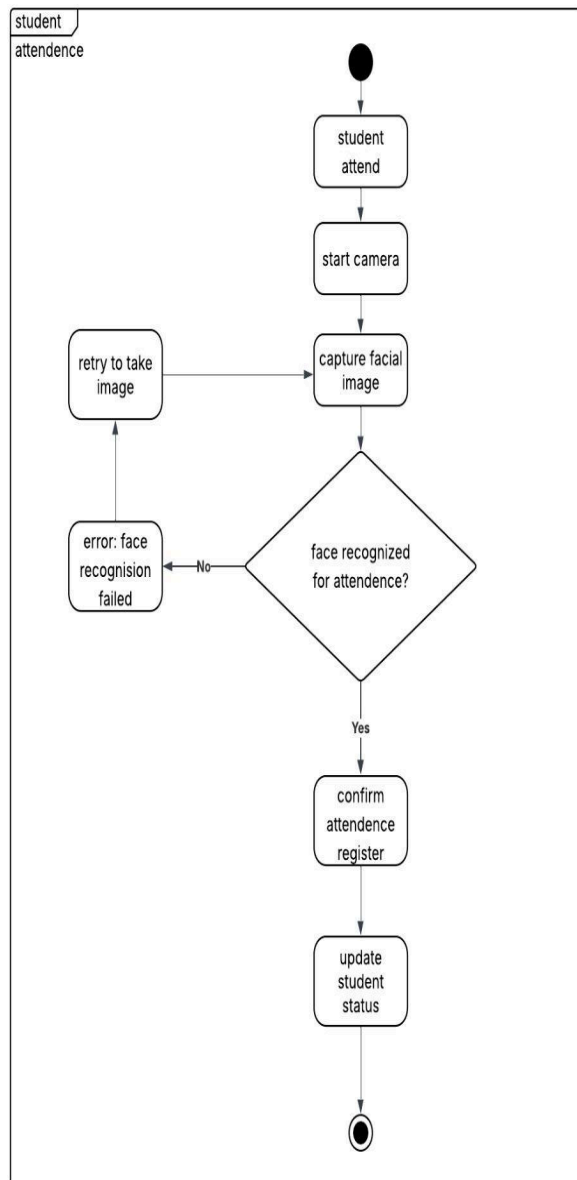 student
attendence
student
attend
start camera
retry to take
image
capture facial
image
error: face
recognision
failed
No
face recognized
for attendence?
Yes
confirm
attendence
register
update
student
status